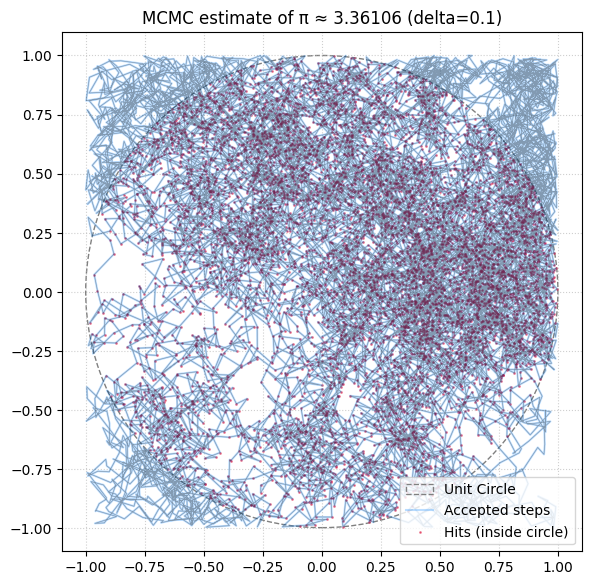 MCMC estimate of π ≈ 3.36106 (delta=0.1)
1.00
0.75
0.50
0.25
0.00
−0.25
−0.50
−0.75
−1.00
Unit Circle
Accepted steps
Hits (inside circle)
−1.00 −0.75 −0.50 −0.25 0.00 0.25 0.50 0.75 1.00